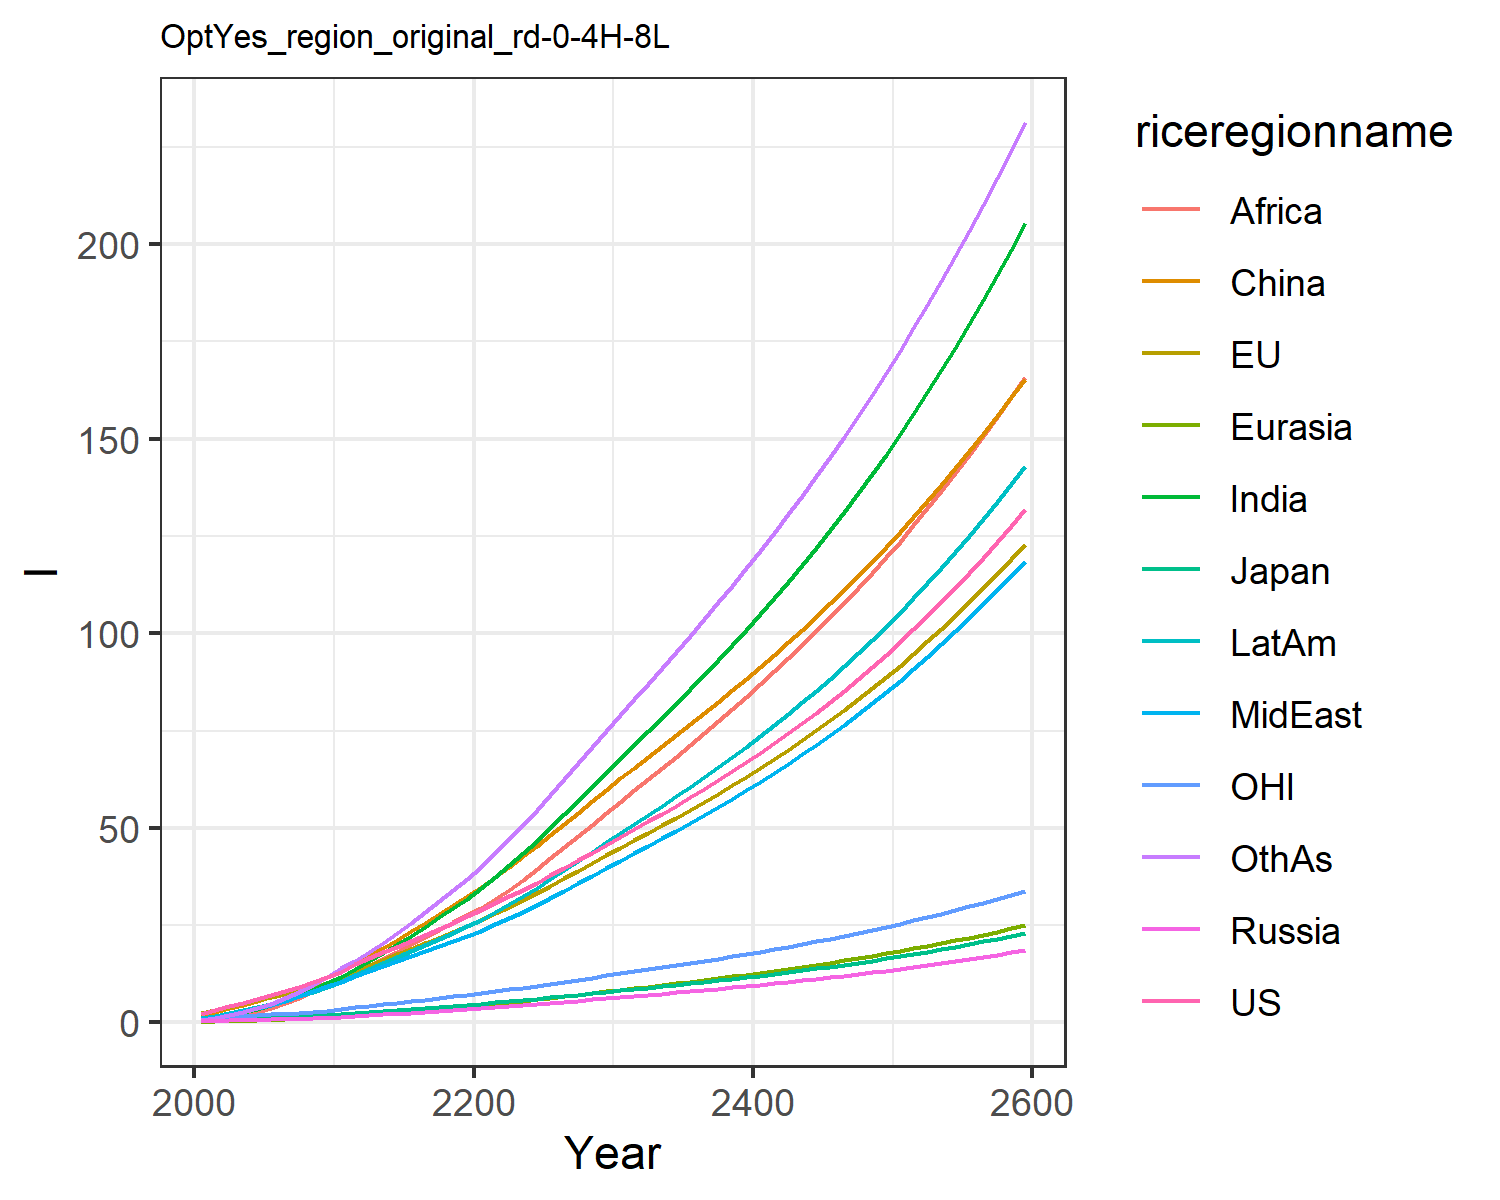 OptYes_region_original_rd-0-4H-8L
riceregionname
Africa
China
EU
Eurasia
India
Japan
LatAm
MidEast
OHI
OthAs
Russia
US
200
150
100
50
0
I
2000 2200 2400 2600
Year